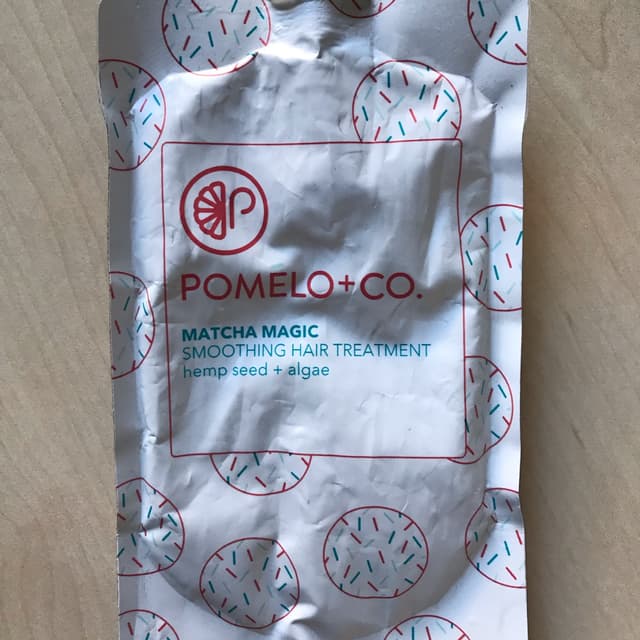 P
POMELO+CO.
MATCHA MAGIC
SMOOTHING HAIR TREATMENT
hemp seed + algae